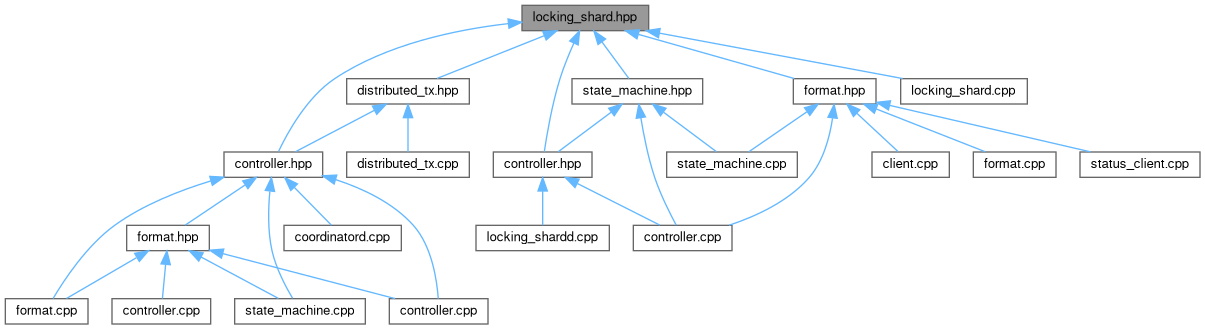 locking_shard.hpp
distributed_tx.hpp
state_machine.hpp
format.hpp
locking_shard.cpp
controller.hpp
distributed_tx.cpp
controller.hpp
state_machine.cpp
client.cpp
format.cpp
status_client.cpp
format.hpp
coordinatord.cpp
locking_shardd.cpp
controller.cpp
format.cpp
controller.cpp
state_machine.cpp
controller.cpp